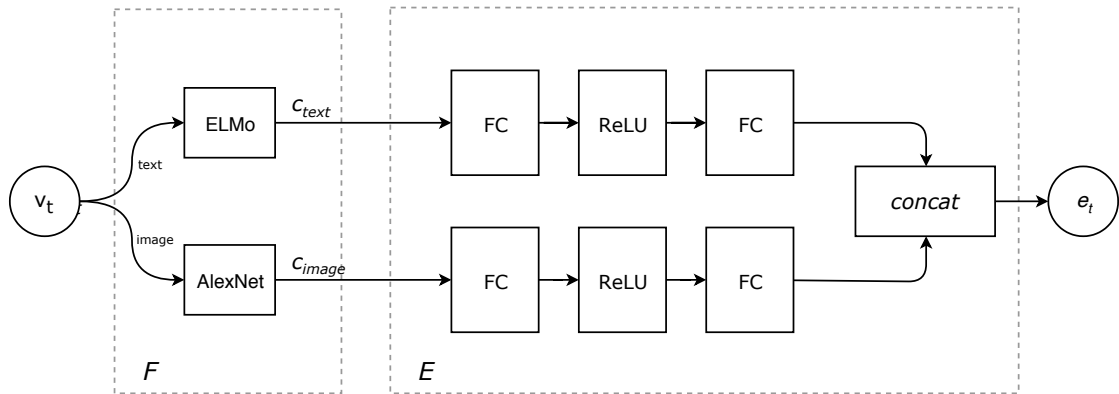 v_t
text
image
ELMo
AlexNet
c_text
c_image
F
FC
ReLU
FC
FC
ReLU
FC
concat
E
e_t